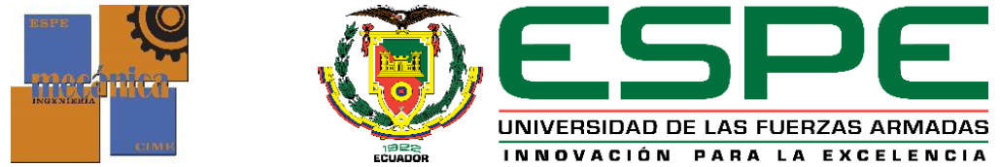 ESPE
mecánica
INGENIERÍA
CIME
1922
ECUADOR
ESPE
UNIVERSIDAD DE LAS FUERZAS ARMADAS
INNOVACIÓN PARA LA EXCELENCIA